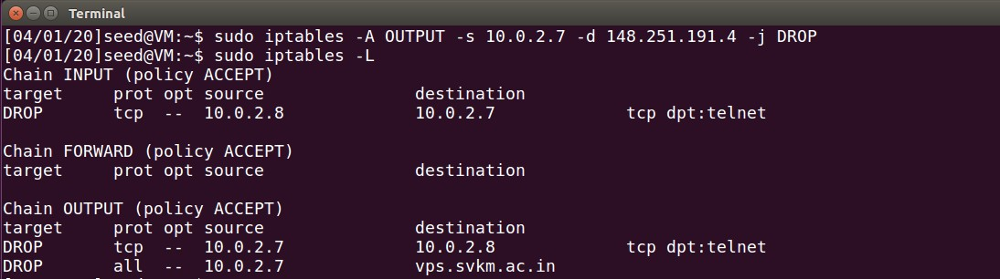 Terminal
[04/01/20]seed@VM:~$ sudo iptables -A OUTPUT -s 10.0.2.7 -d 148.251.191.4 -j DROP
[04/01/20]seed@VM:~$ sudo iptables -L
Chain INPUT (policy ACCEPT)
target     prot opt source               destination
DROP       tcp  --  10.0.2.8             10.0.2.7             tcp dpt:telnet

Chain FORWARD (policy ACCEPT)
target     prot opt source               destination

Chain OUTPUT (policy ACCEPT)
target     prot opt source               destination
DROP       tcp  --  10.0.2.7             10.0.2.8             tcp dpt:telnet
DROP       all  --  10.0.2.7             vps.svkm.ac.in